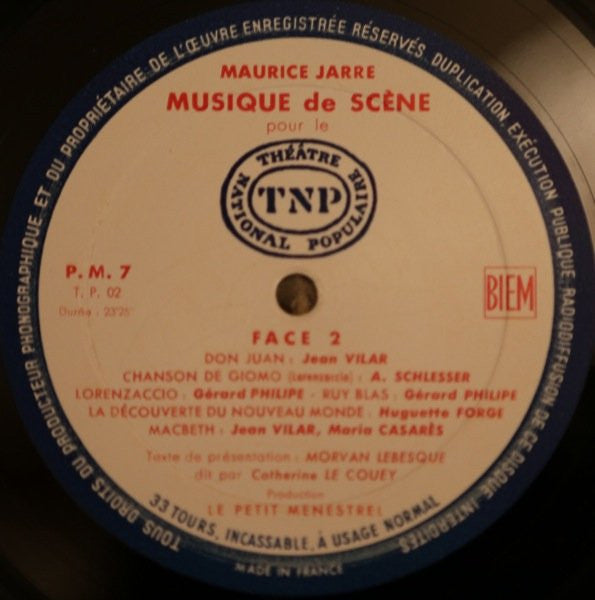 TOUS DROITS DU PRODUCTEUR PHONOGRAPHIQUE ET DU PROPRIÉTAIRE DE L'ŒUVRE ENREGISTRÉE RÉSERVÉS. DUPLICATION, EXÉCUTION PUBLIQUE, RADIODIFFUSION DE CE DISQUE INTERDITES
MAURICE JARRE
MUSIQUE de SCÈNE
pour le
THÉÂTRE
TNP
NATIONAL POPULAIRE
P. M. 7
T. P. 02
Durée : 23'25"
BIEM
FACE 2
DON JUAN : Jean VILAR
CHANSON DE GIOMO (Lorenzaccio) : A. SCHLESSER
LORENZACCIO : Gérard PHILIPE - RUY BLAS : Gérard PHILIPE
LA DÉCOUVERTE DU NOUVEAU MONDE : Huguette FORGE
MACBETH : Jean VILAR, Maria CASARÈS
Texte de présentation : MORVAN LEBESQUE
dit par Catherine LE COUEY
Production
LE PETIT MENESTREL
33 TOURS, INCASSABLE, À USAGE NORMAL
MADE IN FRANCE